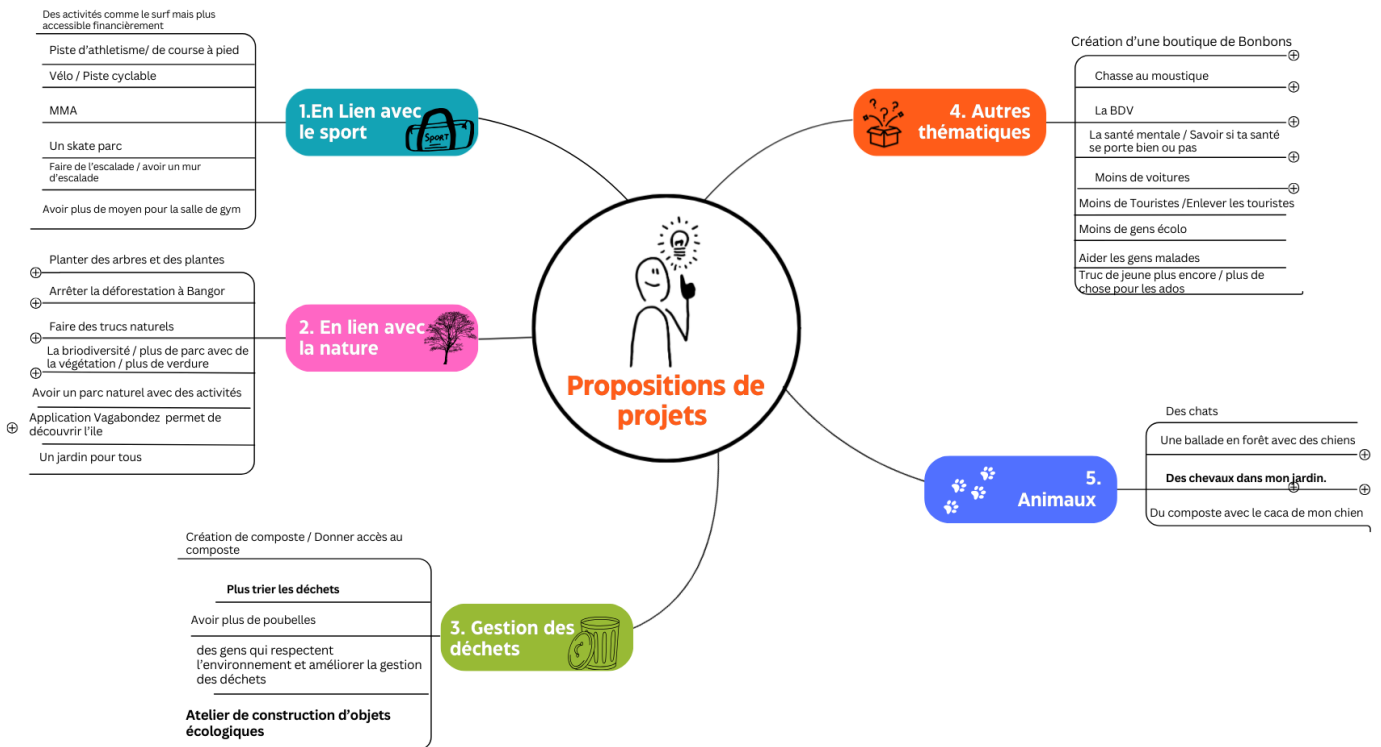 Des activités comme le surf mais plus
accessible financièrement
Piste d'athletisme/ de course à pied
Vélo / Piste cyclable
MMA
Un skate parc
Faire de l'escalade / avoir un mur
d'escalade
Avoir plus de moyen pour la salle de gym
1.En Lien avec
le sport
SPORT
Planter des arbres et des plantes
Arrêter la déforestation à Bangor
Faire des trucs naturels
La briodiversité / plus de parc avec de
la végétation / plus de verdure
Avoir un parc naturel avec des activités
Application Vagabondez permet de
découvrir l'ile
Un jardin pour tous
2. En lien avec
la nature
Propositions de
projets
Création de composte / Donner accès au
composte
Plus trier les déchets
Avoir plus de poubelles
des gens qui respectent
l'environnement et améliorer la gestion
des déchets
Atelier de construction d'objets
écologiques
3. Gestion des
déchets
4. Autres
thématiques
Création d'une boutique de Bonbons
Chasse au moustique
La BDV
La santé mentale / Savoir si ta santé
se porte bien ou pas
Moins de voitures
Moins de Touristes /Enlever les touristes
Moins de gens écolo
Aider les gens malades
Truc de jeune plus encore / plus de
chose pour les ados
5.
Animaux
Des chats
Une ballade en forêt avec des chiens
Des chevaux dans mon jardin.
Du composte avec le caca de mon chien